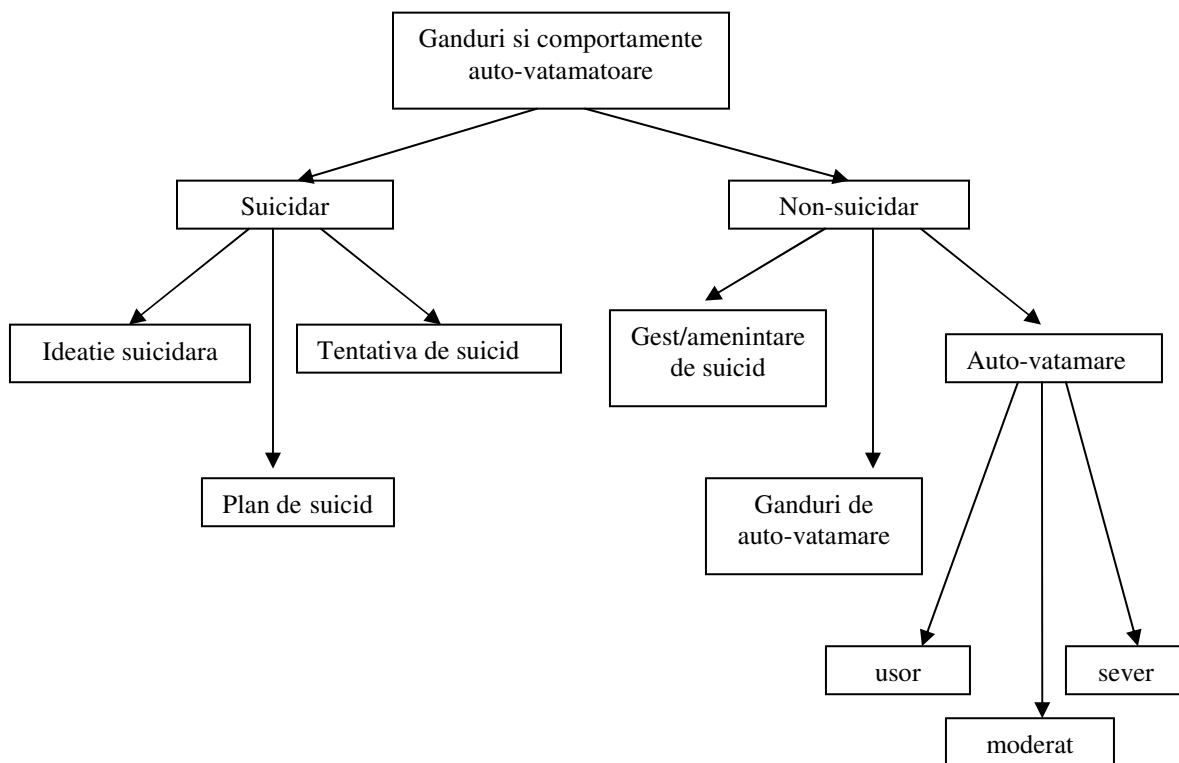 Ganduri si comportamente
auto-vatamatoare
Suicidar
Non-suicidar
Ideatie suicidara
Tentativa de suicid
Gest/amenintare
de suicid
Auto-vatamare
Plan de suicid
Ganduri de
auto-vatamare
usor
sever
moderat